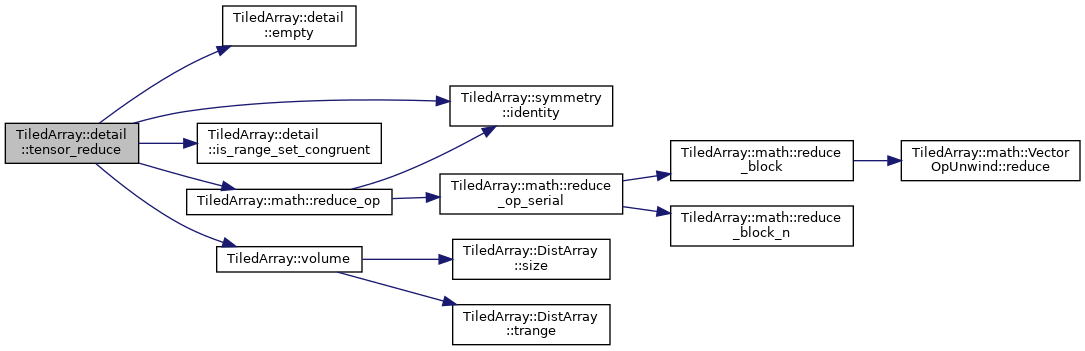 TiledArray::detail
::empty
TiledArray::symmetry
::identity
TiledArray::detail
::tensor_reduce
TiledArray::detail
::is_range_set_congruent
TiledArray::math::reduce
_block
TiledArray::math::Vector
OpUnwind::reduce
TiledArray::math::reduce_op
TiledArray::math::reduce
_op_serial
TiledArray::math::reduce
_block_n
TiledArray::volume
TiledArray::DistArray
::size
TiledArray::DistArray
::trange